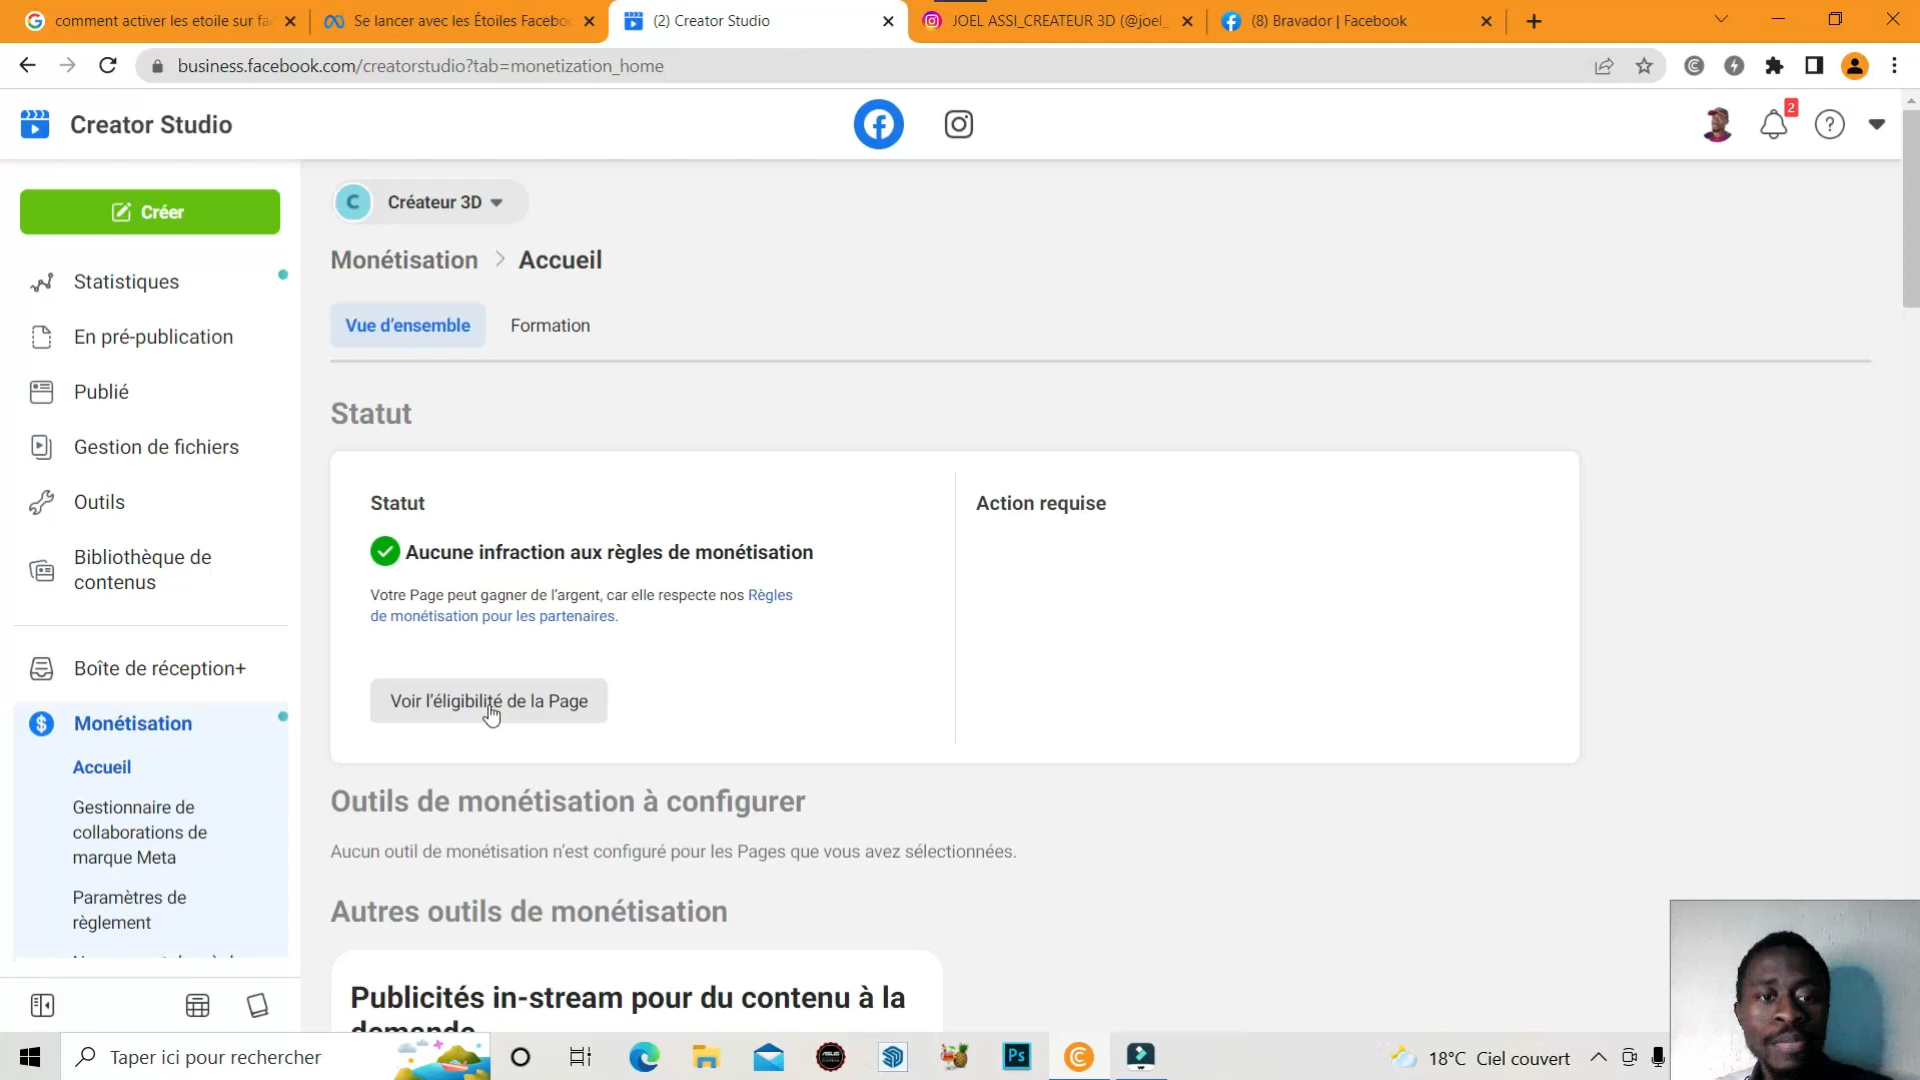 comment activer les etoile sur fa
Se lancer avec les Étoiles Facebo
(2) Creator Studio
JOEL ASSI_CREATEUR 3D (@joel_
(8) Bravador | Facebook
business.facebook.com/creatorstudio?tab=monetization_home
Creator Studio
2
Créer
Statistiques
En pré-publication
Publié
Gestion de fichiers
Outils
Bibliothèque de
contenus
Boîte de réception+
Monétisation
Accueil
Gestionnaire de
collaborations de
marque Meta
Paramètres de
règlement
C Créateur 3D
Monétisation > Accueil
Vue d'ensemble
Formation
Statut
Statut
Aucune infraction aux règles de monétisation
Votre Page peut gagner de l'argent, car elle respecte nos Règles
de monétisation pour les partenaires.
Voir l'éligibilité de la Page
Action requise
Outils de monétisation à configurer
Aucun outil de monétisation n'est configuré pour les Pages que vous avez sélectionnées.
Autres outils de monétisation
Publicités in-stream pour du contenu à la
demande
Taper ici pour rechercher
Ps
18°C Ciel couvert